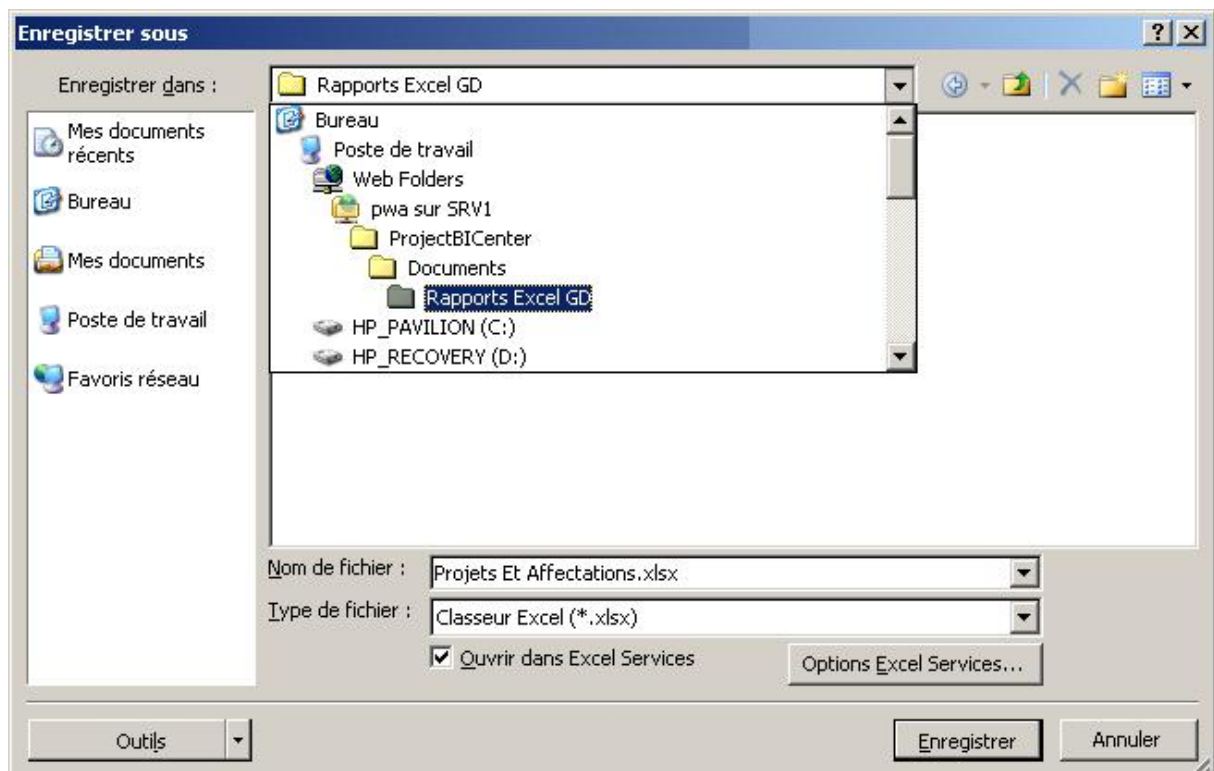 Enregistrer sous
Enregistrer dans :
Rapports Excel GD
Mes documents
récents
Bureau
Mes documents
Poste de travail
Favoris réseau
Bureau
Poste de travail
Web Folders
pwa sur SRV1
ProjectBICenter
Documents
Rapports Excel GD
HP_PAVILION (C:)
HP_RECOVERY (D:)
Nom de fichier :
Projets Et Affectations.xlsx
Type de fichier :
Classeur Excel (*.xlsx)
Ouvrir dans Excel Services
Options Excel Services...
Outils
Enregistrer
Annuler